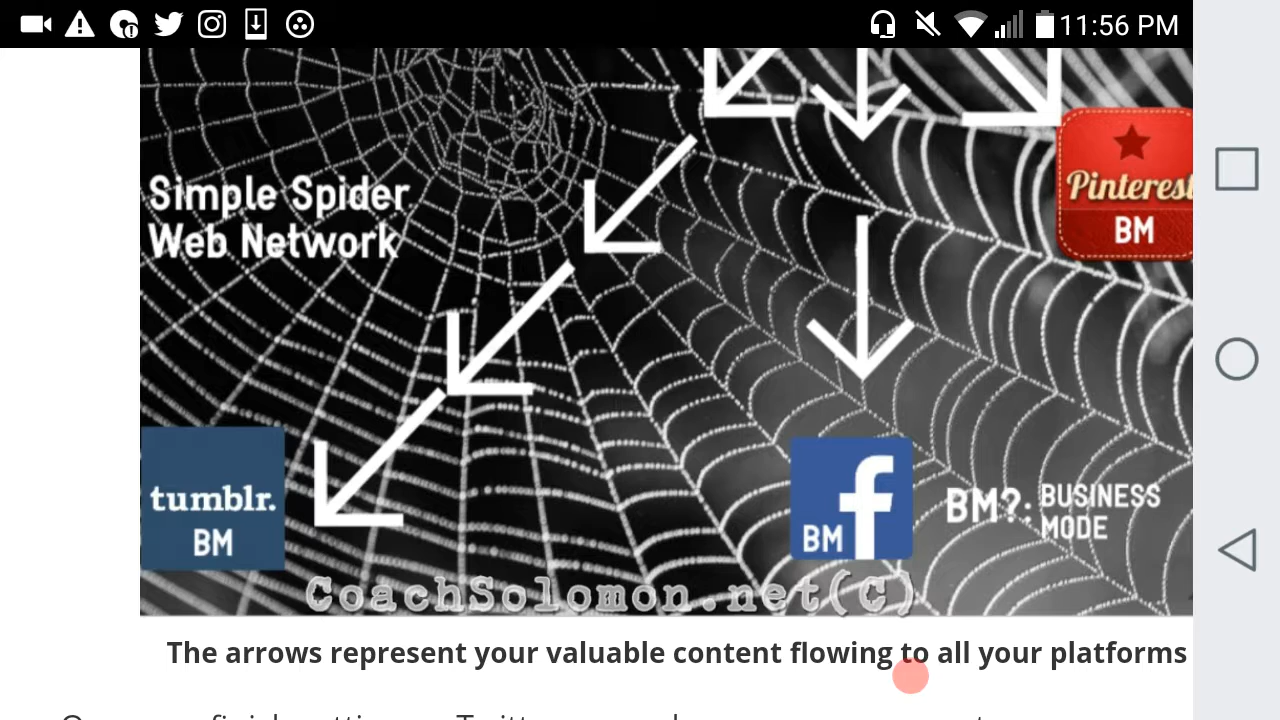 11:56 PM
Simple Spider
Web Network
Pinterest
BM
tumblr.
BM
BM
BM?: BUSINESS
MODE
CoachSolomon.net(C)
The arrows represent your valuable content flowing to all your platforms